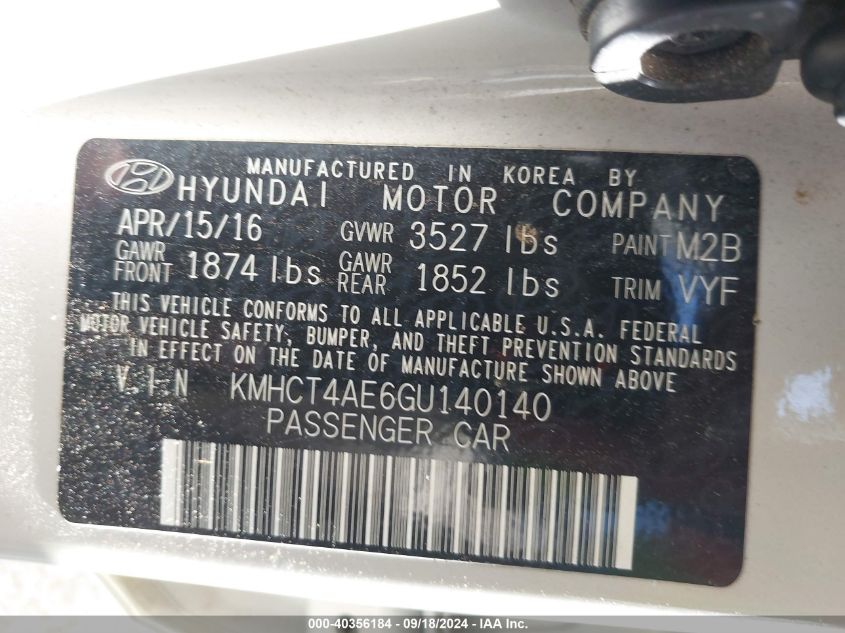 MANUFACTURED IN KOREA BY
HYUNDAI MOTOR COMPANY
APR/15/16 GVWR 3527 lbs PAINT M2B
GAWR FRONT 1874 lbs GAWR REAR 1852 lbs TRIM VYF
THIS VEHICLE CONFORMS TO ALL APPLICABLE U.S.A. FEDERAL
MOTOR VEHICLE SAFETY, BUMPER, AND THEFT PREVENTION STANDARDS
IN EFFECT ON THE DATE OF MANUFACTURE SHOWN ABOVE
V I N KMHCT4AE6GU140140
PASSENGER CAR
000-40356184 - 09/18/2024 - IAA, Inc.